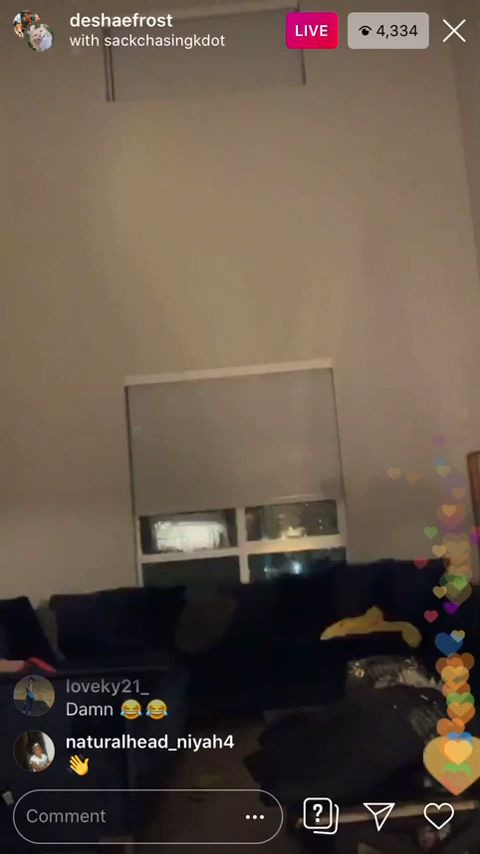 deshaefrost
with sackchasingkdot
LIVE
4,334
loveky21_
Damn 😂😂
naturalhead_niyah4
👋
Comment